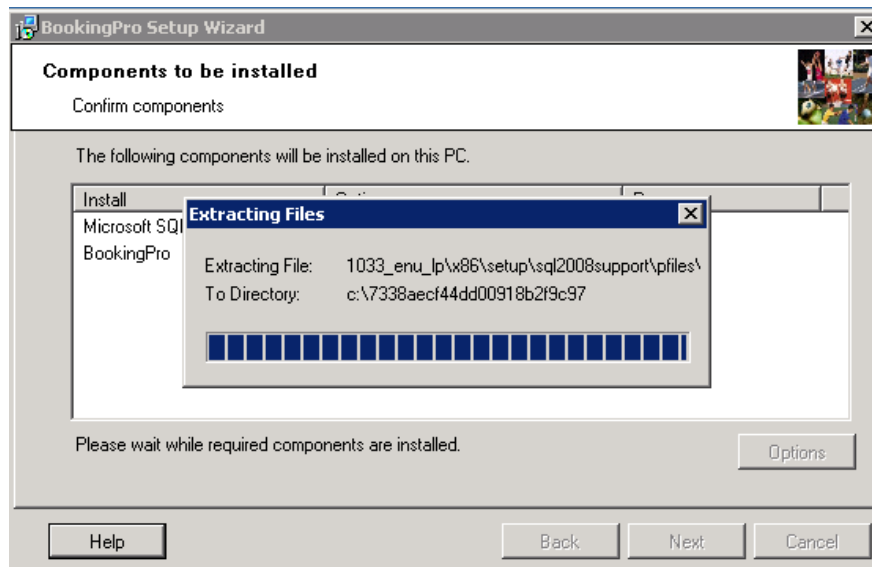 BookingPro Setup Wizard
Components to be installed
Confirm components
The following components will be installed on this PC.
Install
Extracting Files
Microsoft SQL
BookingPro
Extracting File: 1033_enu_lp\x86\setup\sql2008support\pfiles\
To Directory: c:\7338aecf44dd00918b2f9c97
Please wait while required components are installed.
Options
Help
Back
Next
Cancel